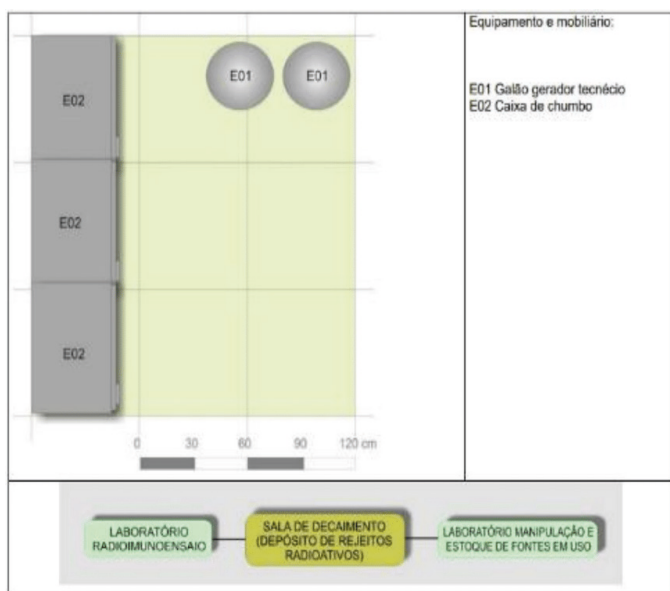 Equipamento e mobiliário:
E01 Galão gerador tecnécio
E02 Caixa de chumbo
E01 E01
E02
E02
E02
0 30 60 90 120 cm
LABORATÓRIO
RADIOIMUNOENSAIO
SALA DE DECAIMENTO
(DEPÓSITO DE REJEITOS
RADIOATIVOS)
LABORATÓRIO MANIPULAÇÃO E
ESTOQUE DE FONTES EM USO